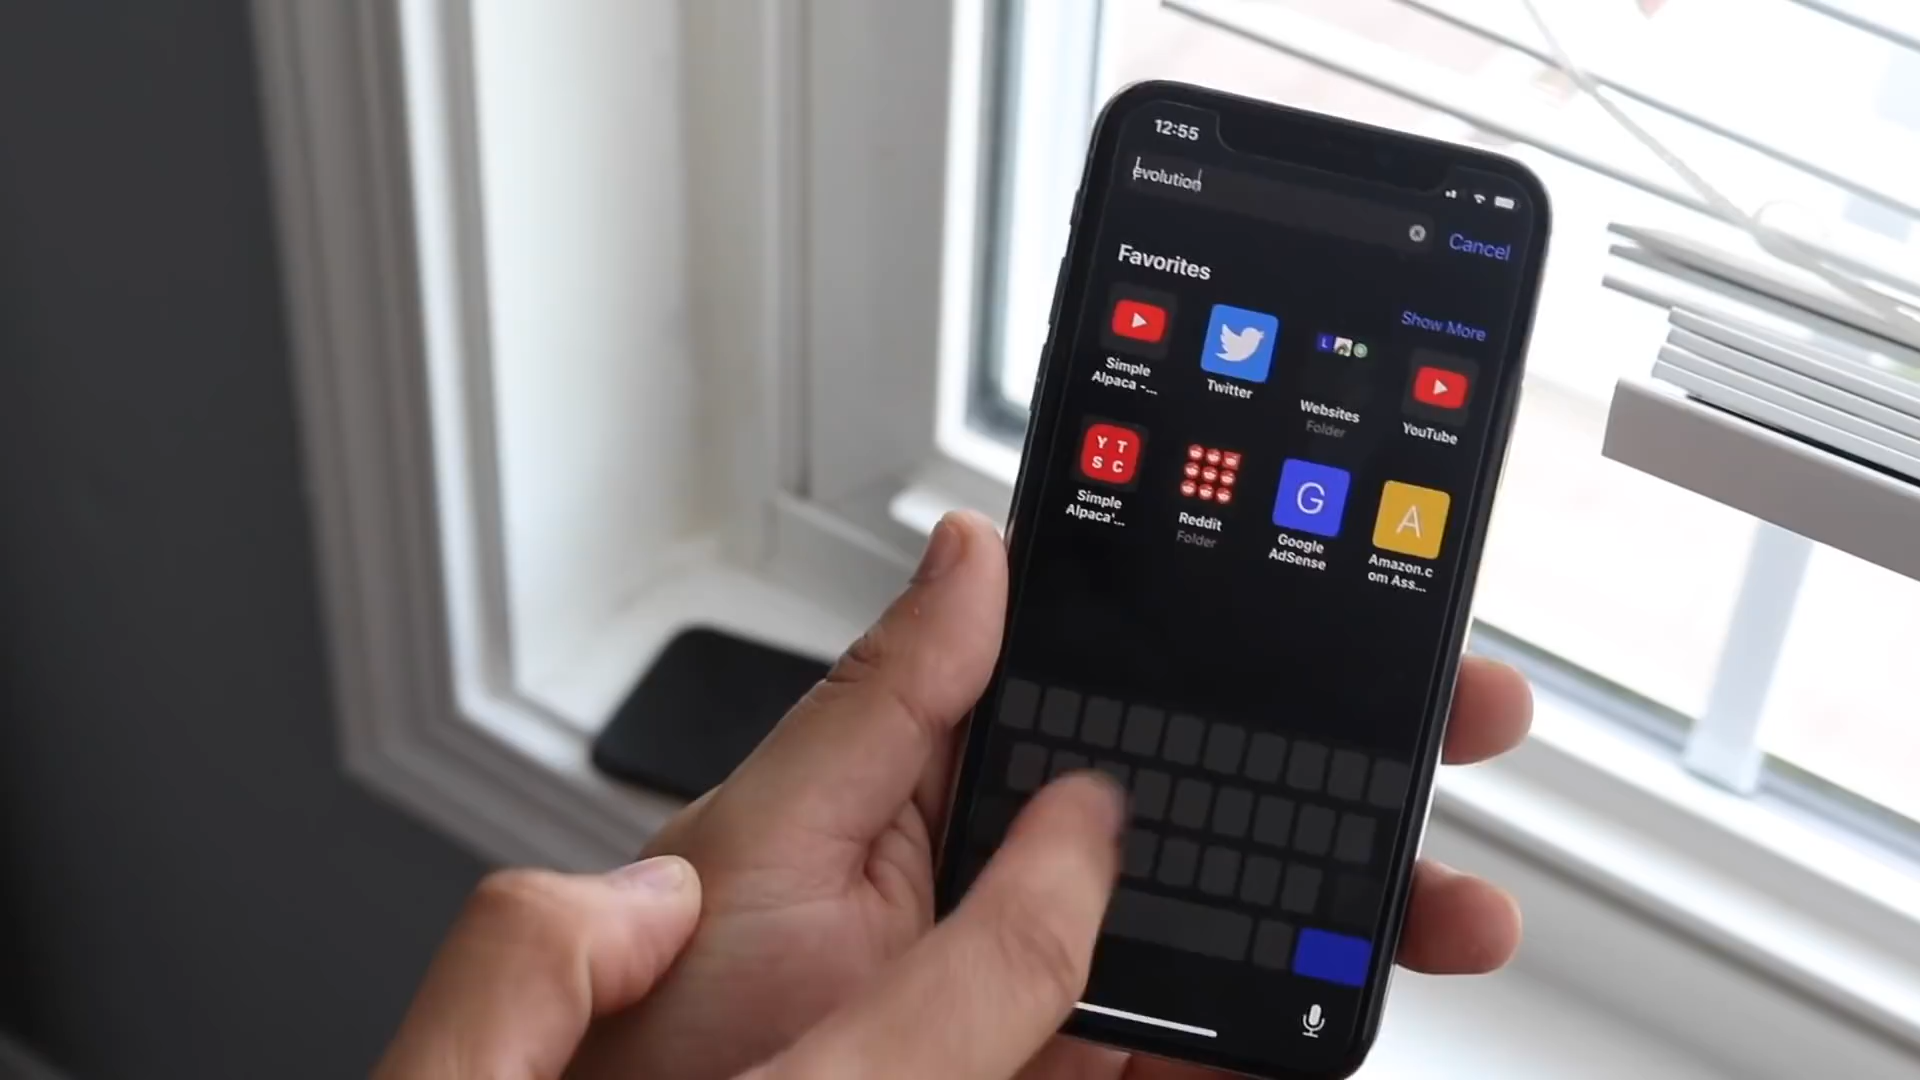 12:55
evolution
Cancel
Favorites
Show More
Simple
Alpaca -...
Twitter
L
Websites
Folder
YouTube
Y T
S C
Simple
Alpaca'...
Reddit
Folder
G
Google
AdSense
A
Amazon.c
om Ass...